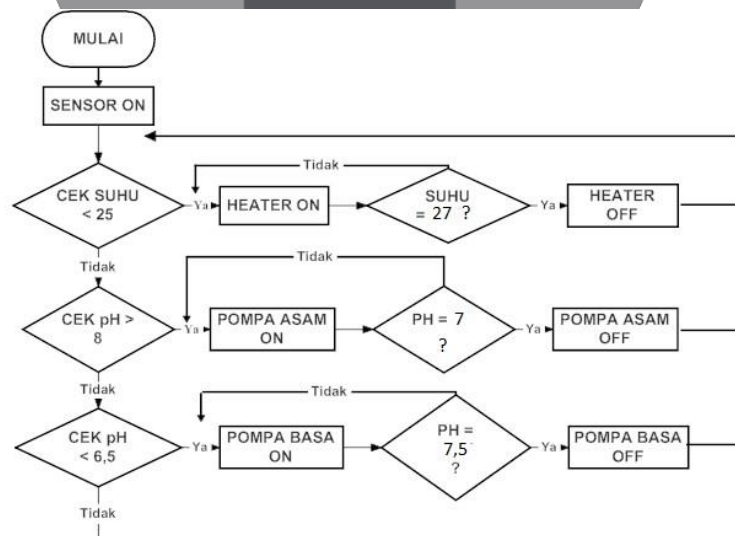 MULAI
SENSOR ON
Tidak
CEK SUHU
< 25
Ya
HEATER ON
SUHU
= 27 ?
Ya
HEATER
OFF
Tidak
Tidak
CEK pH >
8
Ya
POMPA ASAM
ON
PH = 7
?
Ya
POMPA ASAM
OFF
Tidak
Tidak
CEK pH
< 6,5
Ya
POMPA BASA
ON
PH =
7,5
?
Ya
POMPA BASA
OFF
Tidak